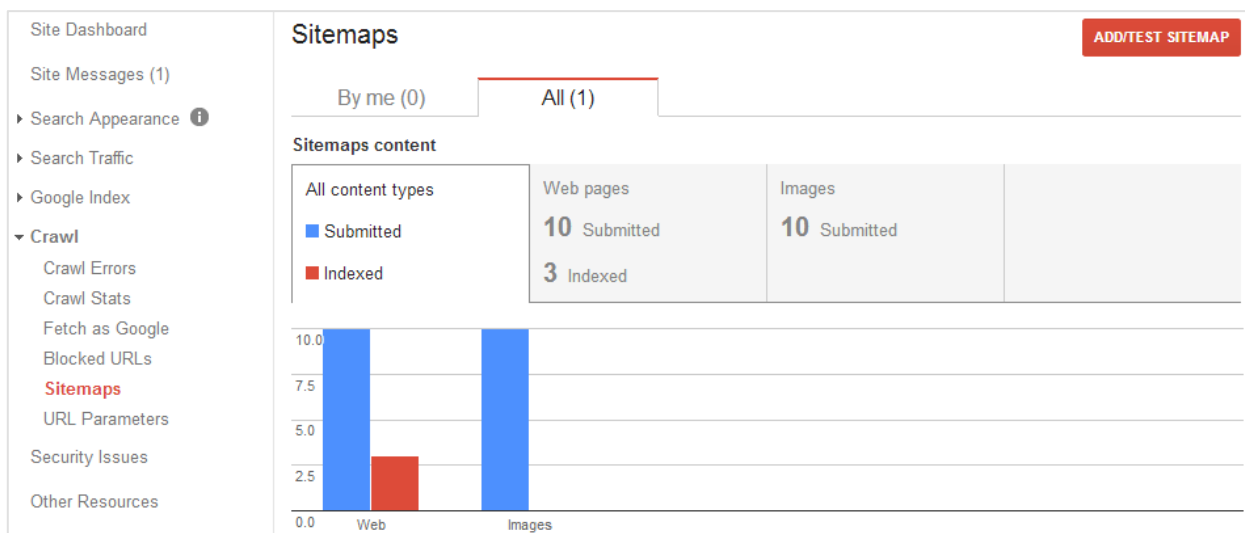 Site Dashboard
Site Messages (1)
Search Appearance
Search Traffic
Google Index
Crawl
Crawl Errors
Crawl Stats
Fetch as Google
Blocked URLs
Sitemaps
URL Parameters
Security Issues
Other Resources
Sitemaps
ADD/TEST SITEMAP
By me (0)
All (1)
Sitemaps content
All content types
Submitted
Indexed
Web pages
10 Submitted
3 Indexed
Images
10 Submitted
10.0
7.5
5.0
2.5
0.0
Web
Images